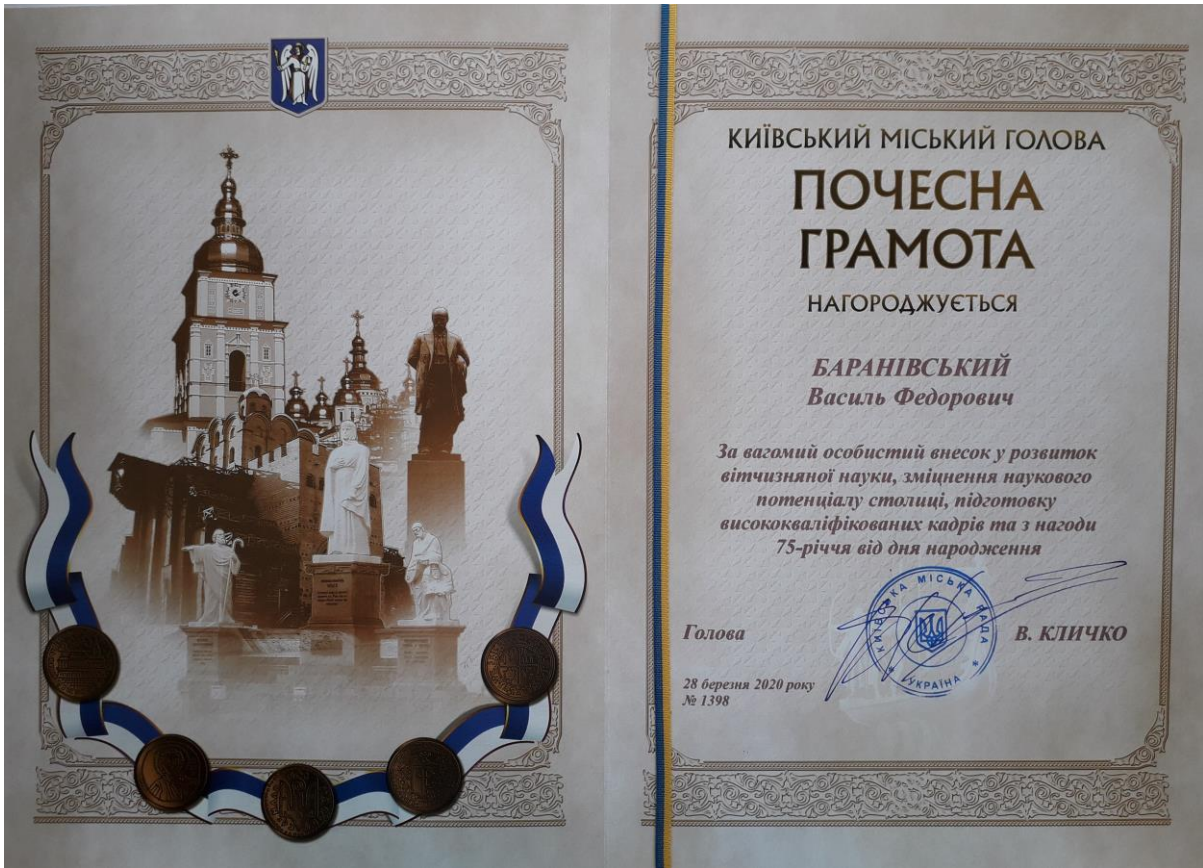 КИЇВСЬКИЙ МІСЬКИЙ ГОЛОВА
ПОЧЕСНА
ГРАМОТА
НАГОРОДЖУЄТЬСЯ
БАРАНІВСЬКИЙ
Василь Федорович
За вагомий особистий внесок у розвиток
вітчизняної науки, зміцнення наукового
потенціалу столиці, підготовку
висококваліфікованих кадрів та з нагоди
75-річчя від дня народження
Голова
В. КЛИЧКО
КИЇВСЬКА МІСЬКА РАДА
* УКРАЇНА *
28 березня 2020 року
№ 1398